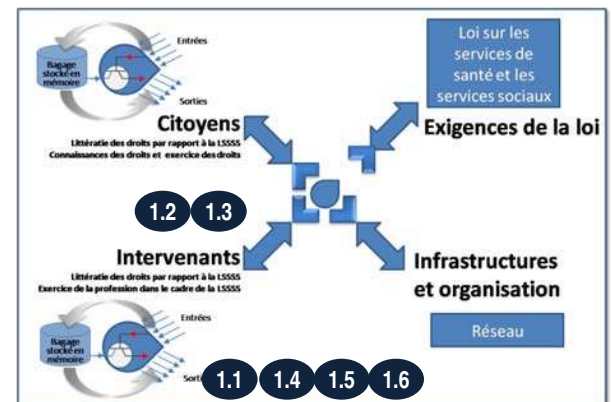 Entrées
Bagage
stocké en
mémoire
Sorties
Citoyens
Littératie des droits par rapport à la LSSSS
Connaissances des droits et exercice des droits
Loi sur les
services de
santé et les
services sociaux
Exigences de la loi
1.2 1.3
Intervenants
Littératie des droits par rapport à la LSSSS
Exercice de la profession dans le cadre de la LSSSS
Entrées
Bagage
stocké en
mémoire
1.1 1.4 1.5 1.6
Infrastructures
et organisation
Réseau